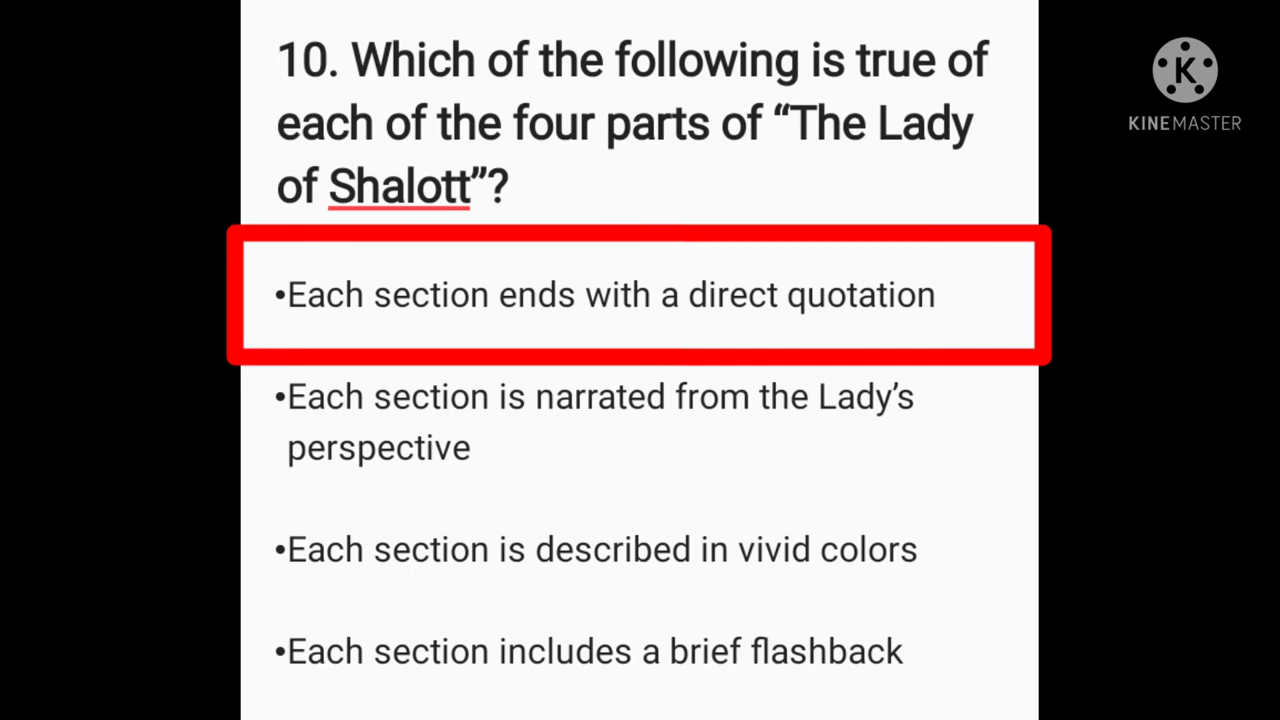 10. Which of the following is true of
each of the four parts of “The Lady
of Shalott”?
•Each section ends with a direct quotation
•Each section is narrated from the Lady’s
perspective
•Each section is described in vivid colors
•Each section includes a brief flashback
K
KINEMASTER